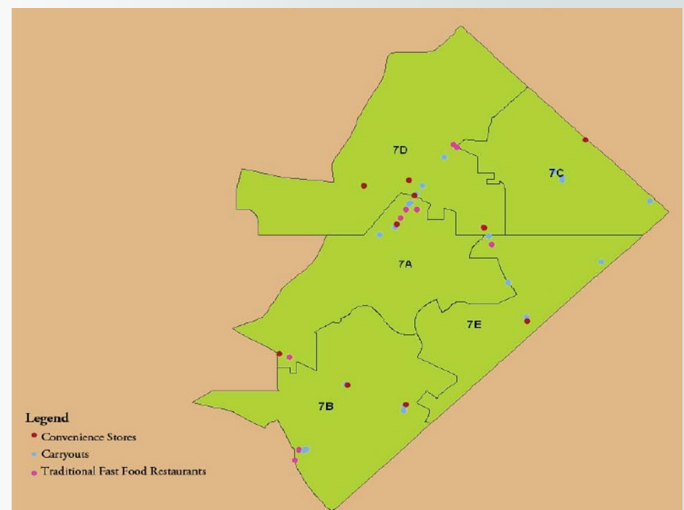 7D
7C
7A
7E
7B
Legend
Convenience Stores
Carryouts
Traditional Fast Food Restaurants